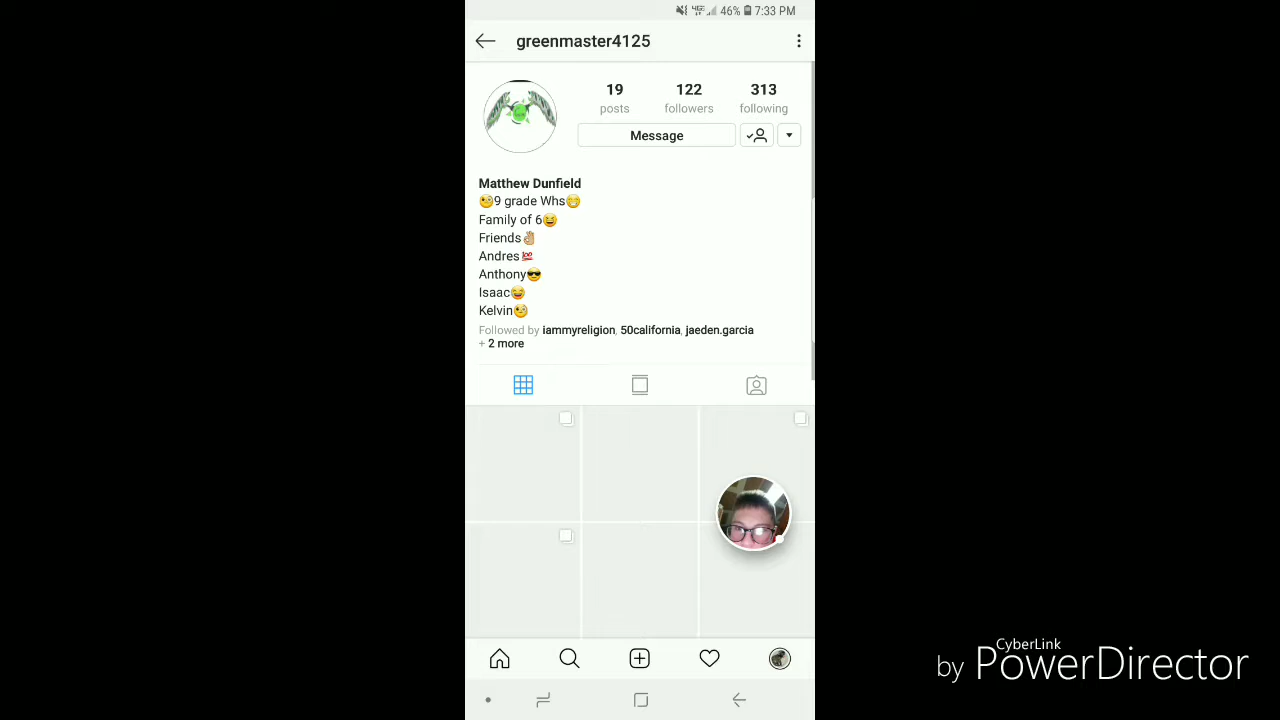 46% 7:33 PM
greenmaster4125
19 122 313
posts followers following
Message
Matthew Dunfield
🧐9 grade Whs😁
Family of 6😆
Friends👌🏼
Andres💯
Anthony😎
Isaac😅
Kelvin🧐
Followed by iammyreligion, 50california, jaeden.garcia
+ 2 more
CyberLink
by PowerDirector